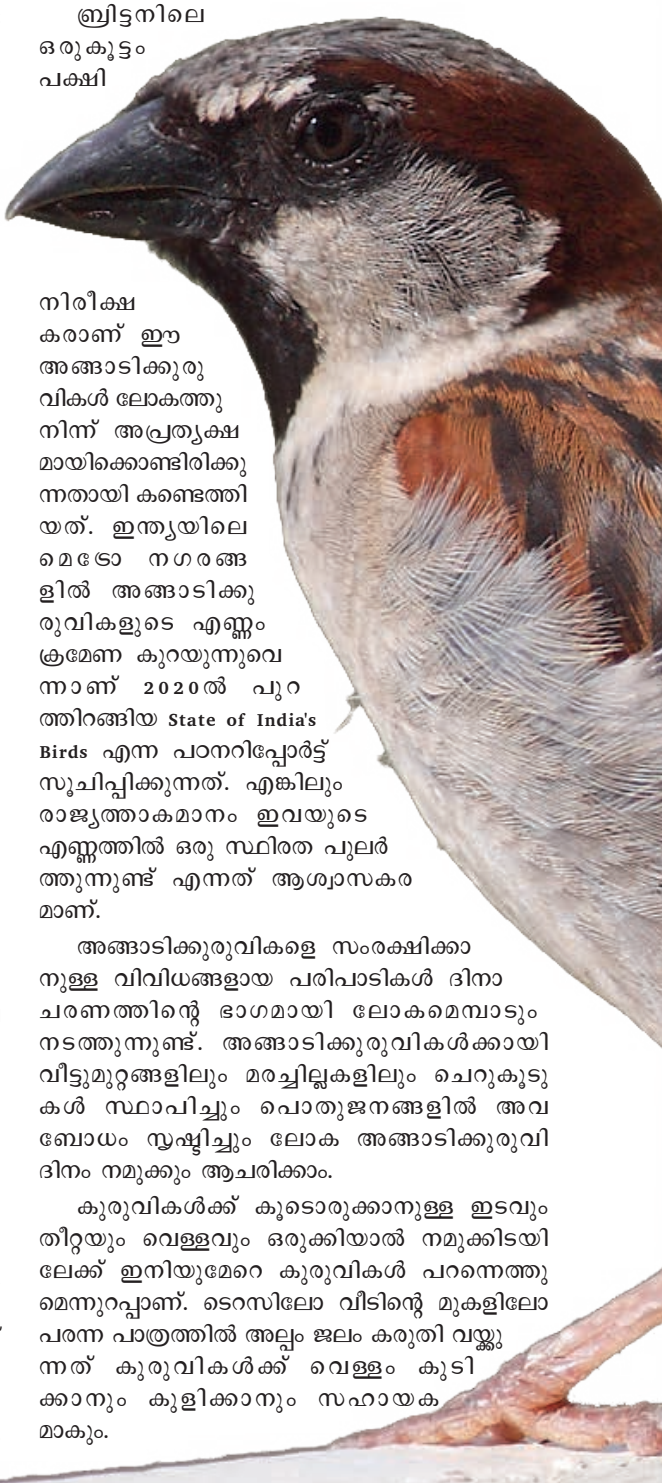 ബ്രിട്ടനിലെ
ഒരുകൂട്ടം
പക്ഷി
നിരീക്ഷ
കരാണ് ഈ
അങ്ങാടിക്കുരു
വികൾ ലോകത്തു
നിന്ന് അപ്രത്യക്ഷ
മായിക്കൊണ്ടിരിക്കു
ന്നതായി കണ്ടെത്തി
യത്. ഇന്ത്യയിലെ
മെട്രോ നഗരങ്ങ
ളിൽ അങ്ങാടിക്കു
രുവികളുടെ എണ്ണം
ക്രമേണ കുറയുന്നുവെ
ന്നാണ് 2020ൽ പുറ
ത്തിറങ്ങിയ State of India's
Birds എന്ന പഠനറിപ്പോർട്ട്
സൂചിപ്പിക്കുന്നത്. എങ്കിലും
രാജ്യത്താകമാനം ഇവയുടെ
എണ്ണത്തിൽ ഒരു സ്ഥിരത പുലർ
ത്തുന്നുണ്ട് എന്നത് ആശ്വാസകര
മാണ്.
അങ്ങാടിക്കുരുവികളെ സംരക്ഷിക്കാ
നുള്ള വിവിധങ്ങളായ പരിപാടികൾ ദിനാ
ചരണത്തിന്റെ ഭാഗമായി ലോകമെമ്പാടും
നടത്തുന്നുണ്ട്. അങ്ങാടിക്കുരുവികൾക്കായി
വീട്ടുമുറ്റങ്ങളിലും മരച്ചില്ലകളിലും ചെറുകൂടു
കൾ സ്ഥാപിച്ചും പൊതുജനങ്ങളിൽ അവ
ബോധം സൃഷ്ടിച്ചും ലോക അങ്ങാടിക്കുരുവി
ദിനം നമുക്കും ആചരിക്കാം.
കുരുവികൾക്ക് കൂടൊരുക്കാനുള്ള ഇടവും
തീറ്റയും വെള്ളവും ഒരുക്കിയാൽ നമുക്കിടയി
ലേക്ക് ഇനിയുമേറെ കുരുവികൾ പറന്നെത്തു
മെന്നുറപ്പാണ്. ടെറസിലോ വീടിന്റെ മുകളിലോ
പരന്ന പാത്രത്തിൽ അല്പം ജലം കരുതി വയ്ക്കു
ന്നത് കുരുവികൾക്ക് വെള്ളം കുടി
ക്കാനും കുളിക്കാനും സഹായക
മാകും.